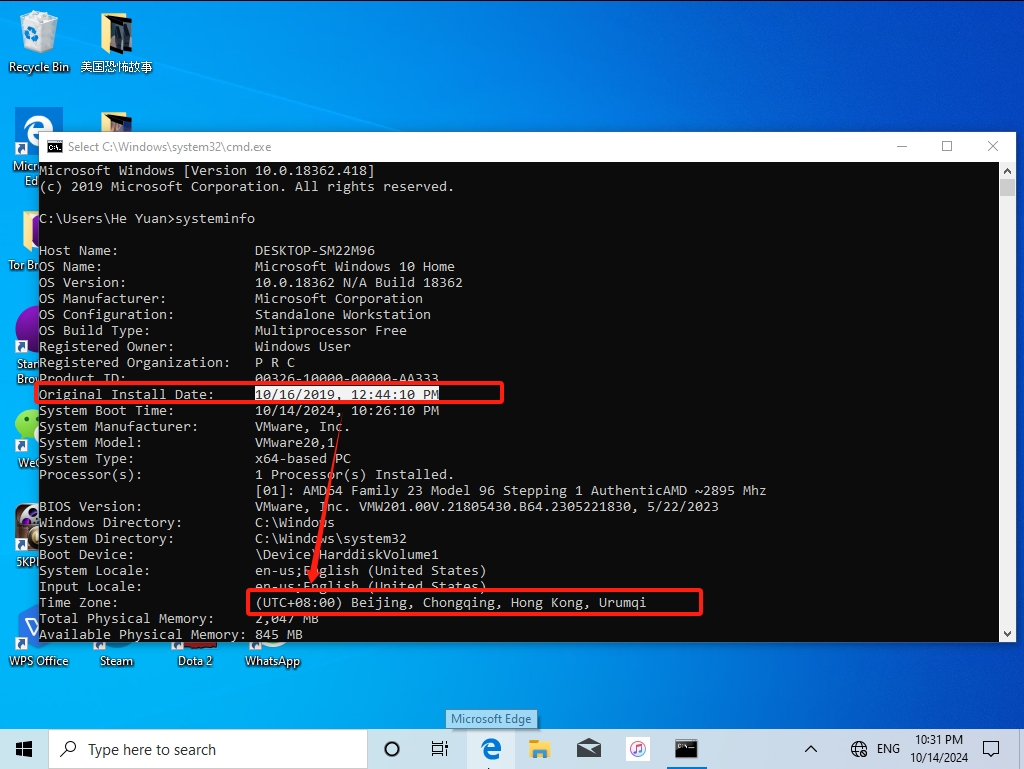 Recycle Bin
美国恐怖故事
Select C:\Windows\system32\cmd.exe
Microsoft Windows [Version 10.0.18362.418]
(c) 2019 Microsoft Corporation. All rights reserved.
C:\Users\He Yuan>systeminfo
Host Name: DESKTOP-SM22M96
OS Name: Microsoft Windows 10 Home
OS Version: 10.0.18362 N/A Build 18362
OS Manufacturer: Microsoft Corporation
OS Configuration: Standalone Workstation
OS Build Type: Multiprocessor Free
Registered Owner: Windows User
Registered Organization: P R C
Product ID: 00326-10000-00000-AA333
Original Install Date: 10/16/2019, 12:44:10 PM
System Boot Time: 10/14/2024, 10:26:10 PM
System Manufacturer: VMware, Inc.
System Model: VMware20,1
System Type: x64-based PC
Processor(s): 1 Processor(s) Installed.
[01]: AMD64 Family 23 Model 96 Stepping 1 AuthenticAMD ~2895 Mhz
BIOS Version: VMware, Inc. VMW201.00V.21805430.B64.2305221830, 5/22/2023
Windows Directory: C:\Windows
System Directory: C:\Windows\system32
Boot Device: \Device\HarddiskVolume1
System Locale: en-us;English (United States)
Input Locale: en-us;English (United States)
Time Zone: (UTC+08:00) Beijing, Chongqing, Hong Kong, Urumqi
Total Physical Memory: 2,047 MB
Available Physical Memory: 845 MB
Micr
Ed
Tor Br
Star
Bro
We
5KP
WPS Office
Steam
Dota 2
WhatsApp
Microsoft Edge
Type here to search
ENG
10:31 PM
10/14/2024